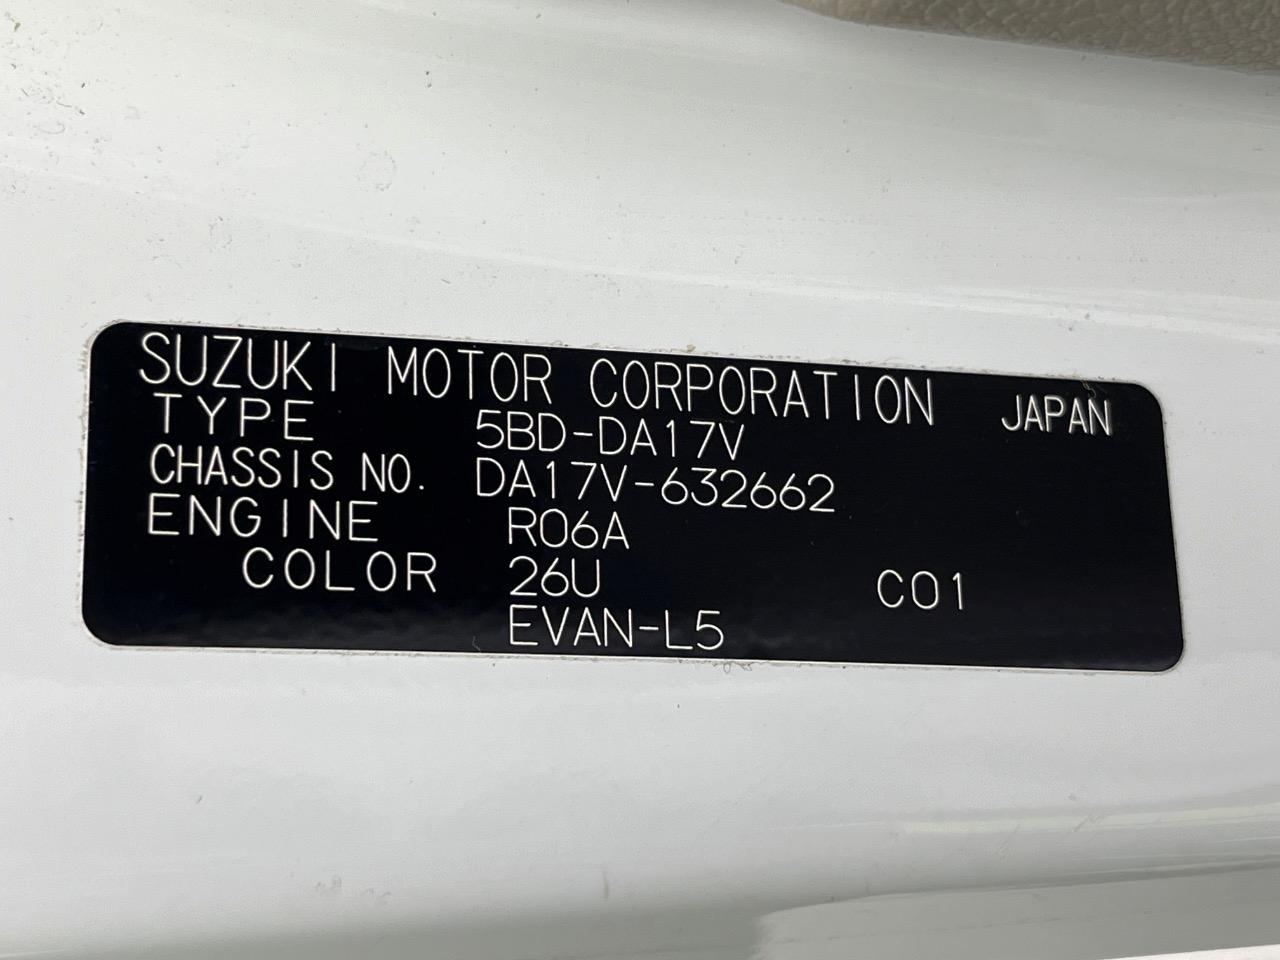 SUZUKI MOTOR CORPORATION JAPAN
TYPE 5BD-DA17V
CHASSIS NO. DA17V-632662
ENGINE R06A
COLOR 26U C01
EVAN-L5